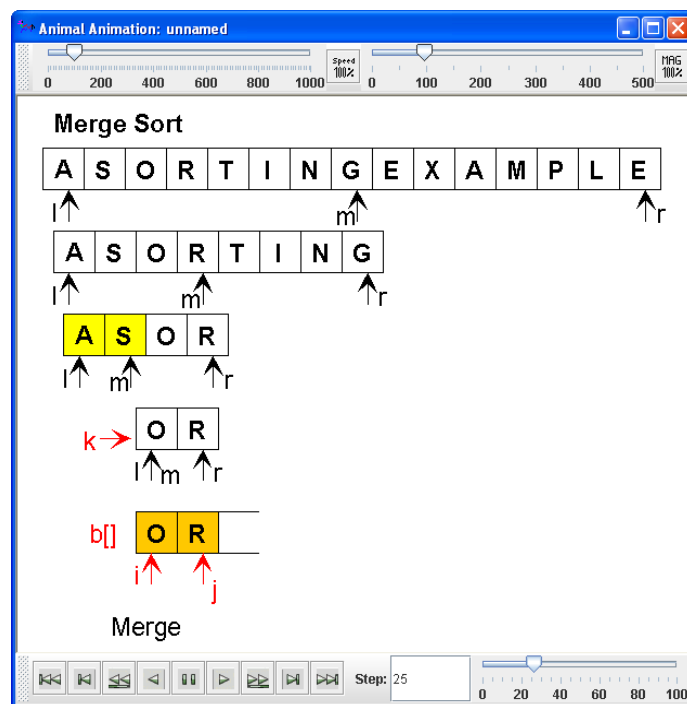 Animal Animation: unnamed
0 200 400 600 800 1000 Speed 100% 0 100 200 300 400 500 MAG 100%
Merge Sort
A S O R T I N G E X A M P L E
l m r
A S O R T I N G
l m r
A S O R
l m r
k O R
l m r
b[] O R
i j
Merge
Step: 25 0 20 40 60 80 100